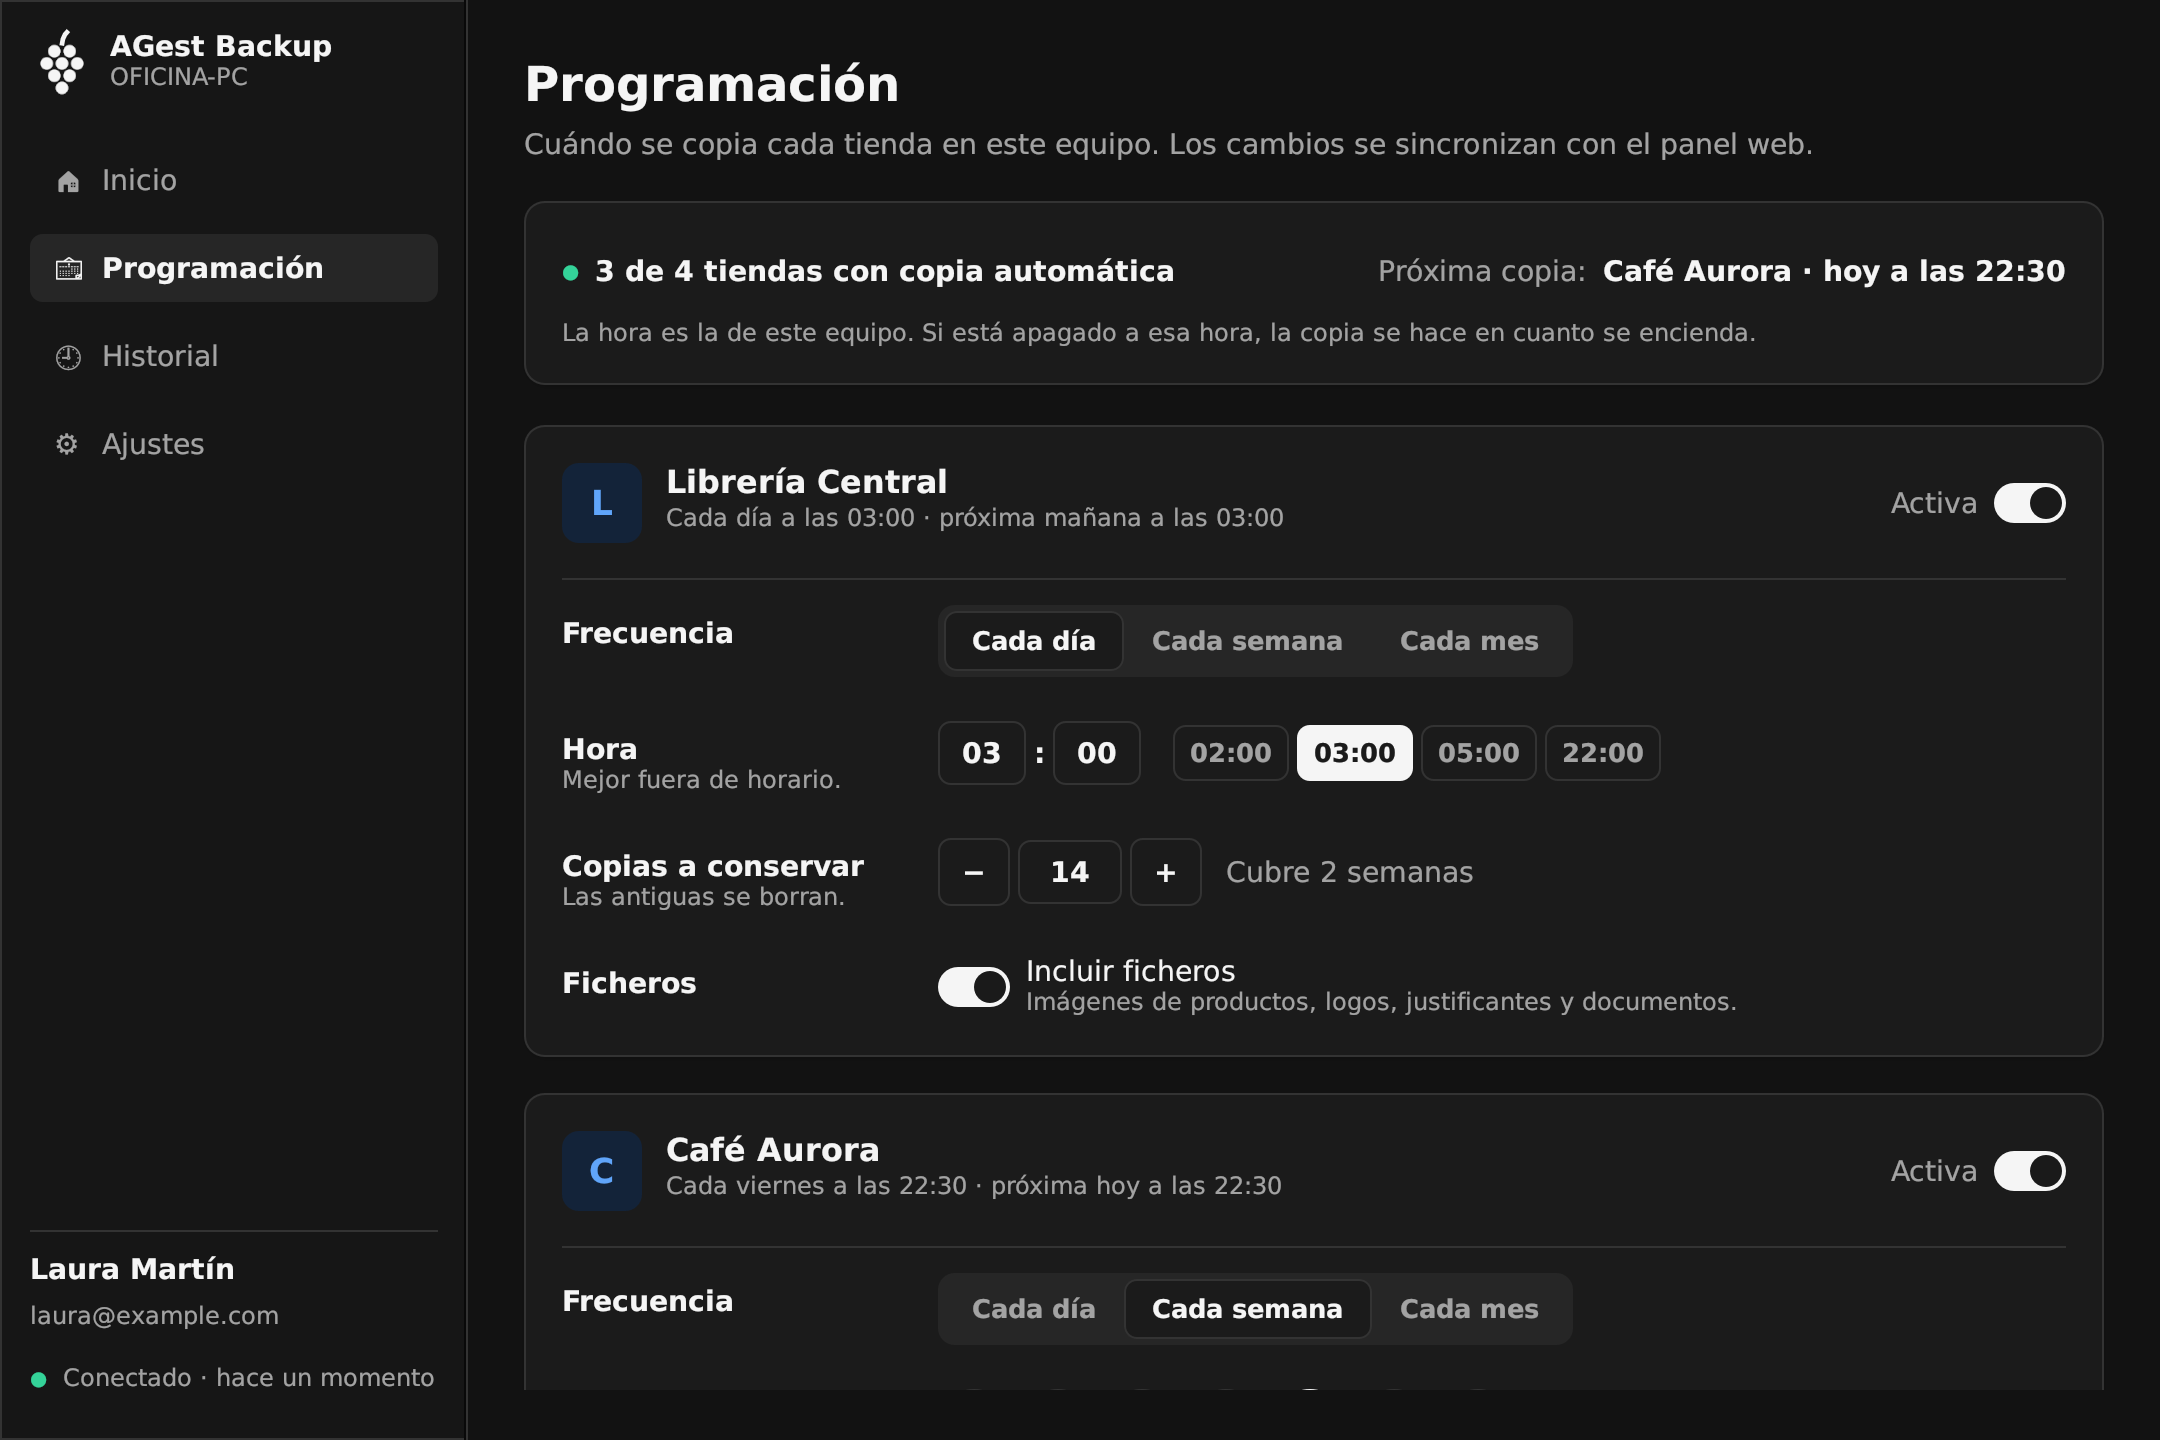 AGest Backup
OFICINA-PC
Inicio
Programación
Historial
Ajustes
Laura Martín
laura@example.com
Conectado · hace un momento
Programación
Cuándo se copia cada tienda en este equipo. Los cambios se sincronizan con el panel web.
3 de 4 tiendas con copia automática
Próxima copia: Café Aurora · hoy a las 22:30
La hora es la de este equipo. Si está apagado a esa hora, la copia se hace en cuanto se encienda.
L
Librería Central
Cada día a las 03:00 · próxima mañana a las 03:00
Activa
Frecuencia
Cada día Cada semana Cada mes
Hora
Mejor fuera de horario.
03 : 00 02:00 03:00 05:00 22:00
Copias a conservar
Las antiguas se borran.
− 14 + Cubre 2 semanas
Ficheros
Incluir ficheros
Imágenes de productos, logos, justificantes y documentos.
C
Café Aurora
Cada viernes a las 22:30 · próxima hoy a las 22:30
Activa
Frecuencia
Cada día Cada semana Cada mes